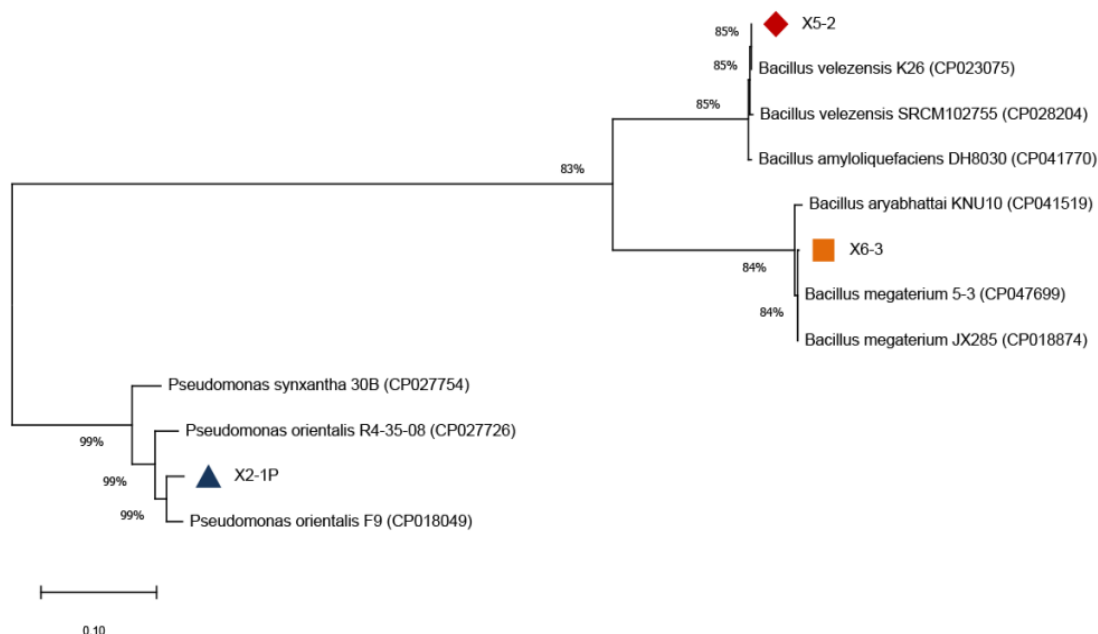 85%
X5-2
85%
Bacillus velezensis K26 (CP023075)
85%
Bacillus velezensis SRCM102755 (CP028204)
Bacillus amyloliquefaciens DH8030 (CP041770)
83%
Bacillus aryabhattai KNU10 (CP041519)
X6-3
84%
Bacillus megaterium 5-3 (CP047699)
84%
Bacillus megaterium JX285 (CP018874)
Pseudomonas synxantha 30B (CP027754)
99%
Pseudomonas orientalis R4-35-08 (CP027726)
99%
X2-1P
99%
Pseudomonas orientalis F9 (CP018049)
0.10